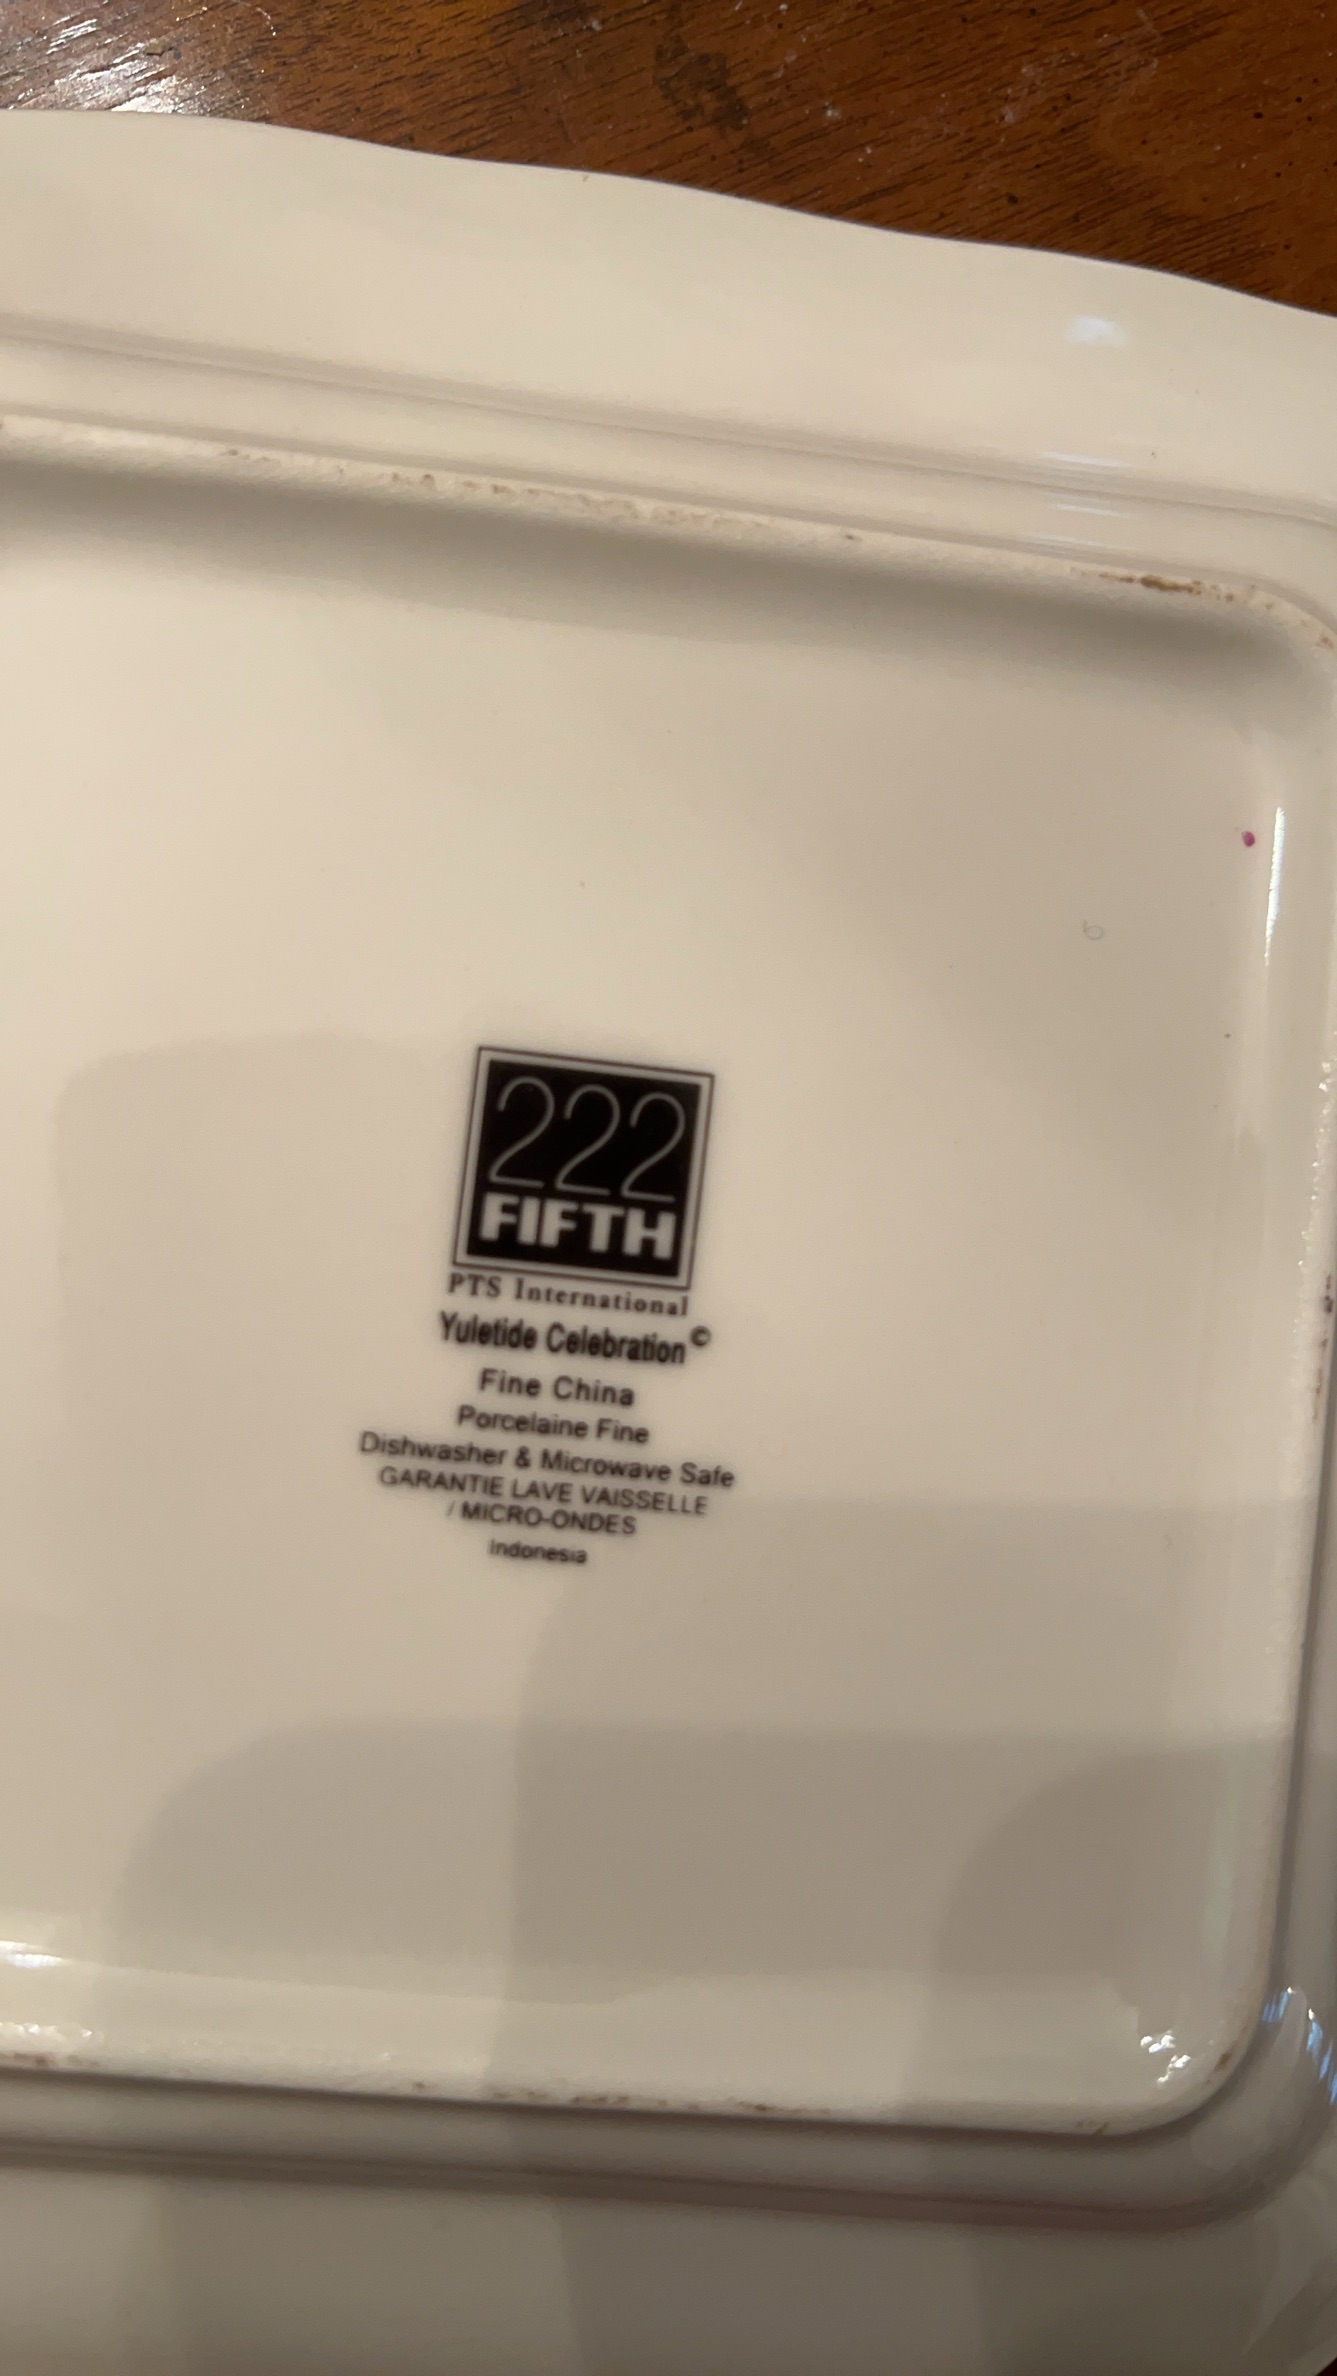 222
FIFTH
PTS International
Yuletide Celebration©
Fine China
Porcelaine Fine
Dishwasher & Microwave Safe
GARANTIE LAVE VAISSELLE
/ MICRO-ONDES
Indonesia